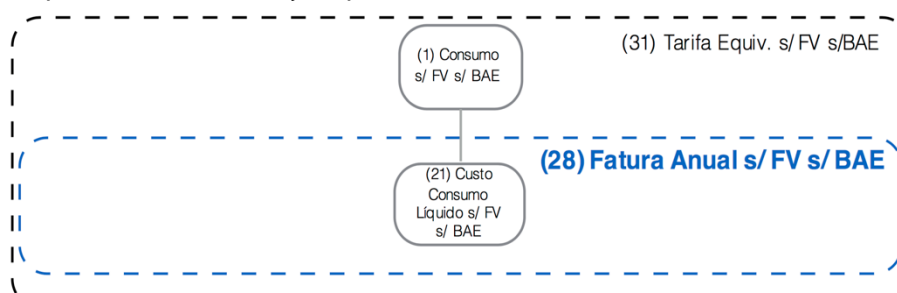 (31) Tarifa Equiv. s/ FV s/BAE
(1) Consumo
s/ FV s/ BAE
(28) Fatura Anual s/ FV s/ BAE
(21) Custo
Consumo
Líquido s/ FV
s/ BAE